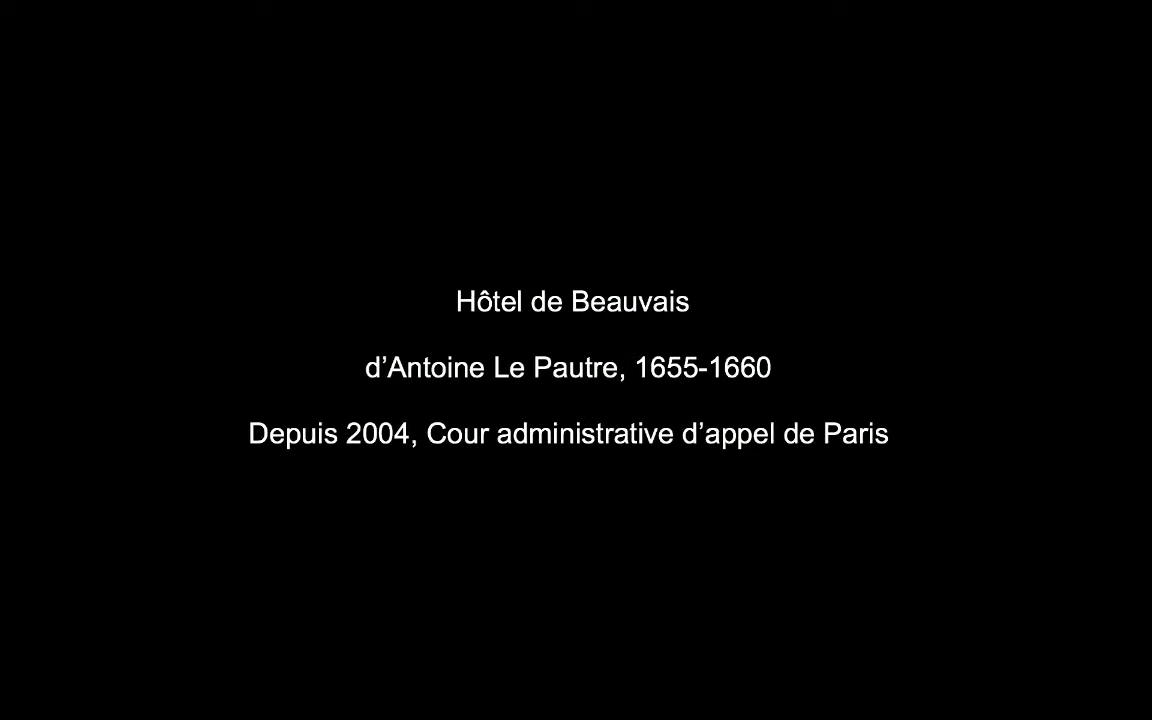 Hôtel de Beauvais
d’Antoine Le Pautre, 1655-1660
Depuis 2004, Cour administrative d’appel de Paris